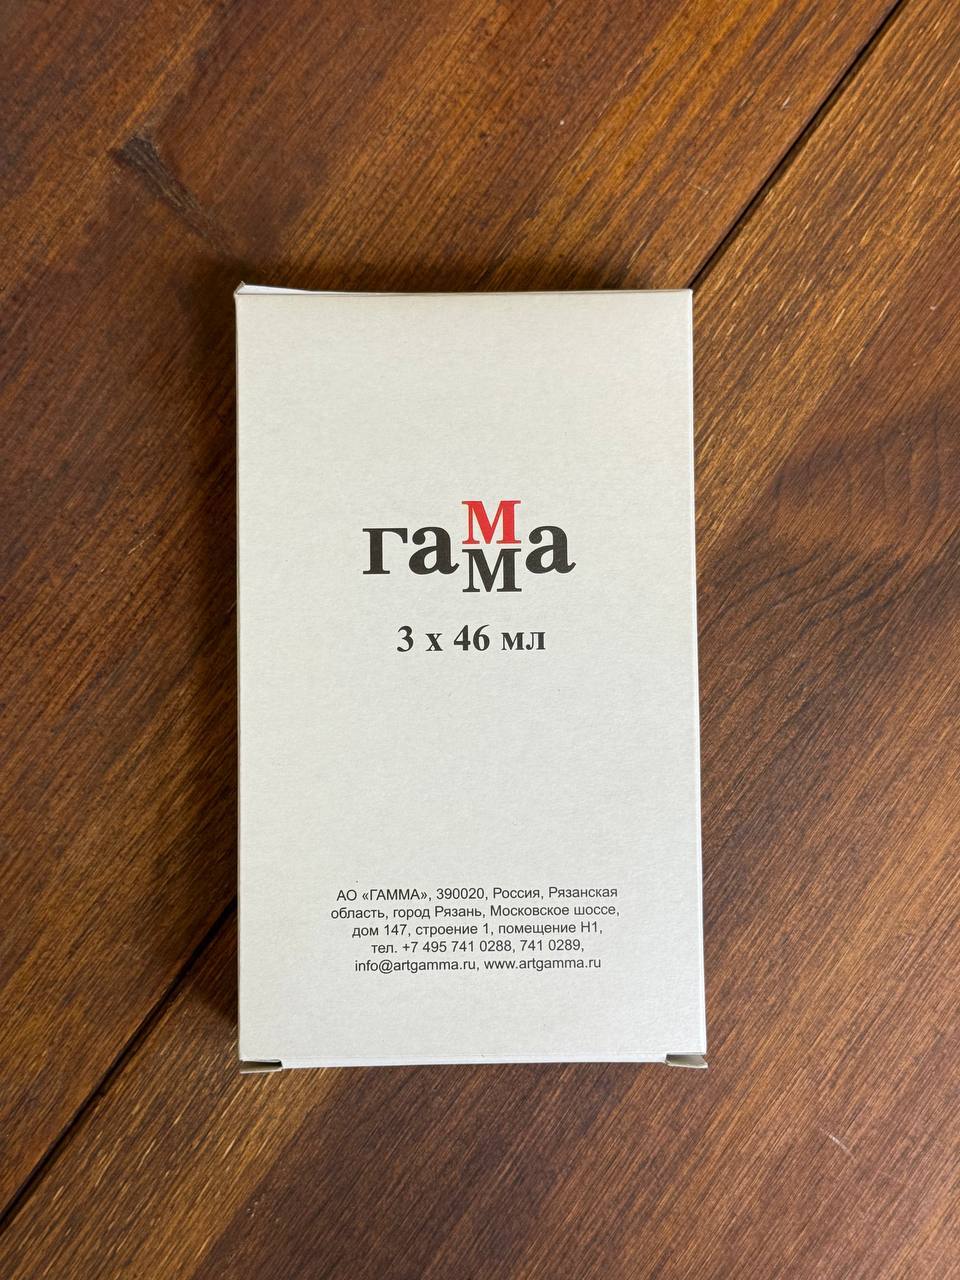 гамма
3 х 46 мл
АО «ГАММА», 390020, Россия, Рязанская
область, город Рязань, Московское шоссе,
дом 147, строение 1, помещение Н1,
тел. +7 495 741 0288, 741 0289,
info@artgamma.ru, www.artgamma.ru